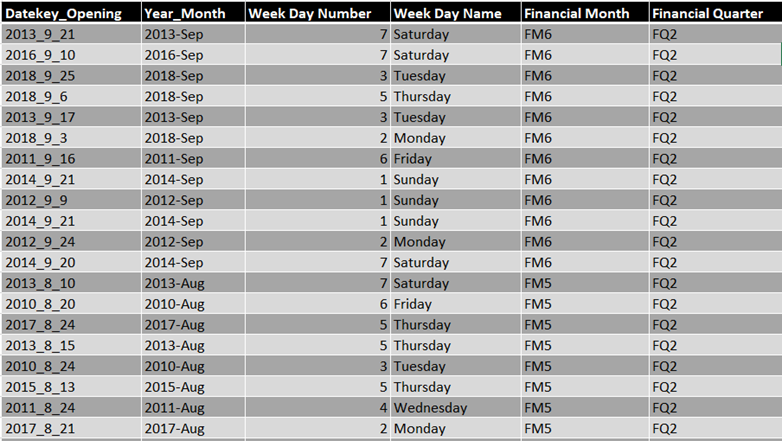 Datekey_Opening Year_Month Week Day Number Week Day Name Financial Month Financial Quarter
2013_9_21 2013-Sep 7 Saturday FM6 FQ2
2016_9_10 2016-Sep 7 Saturday FM6 FQ2
2018_9_25 2018-Sep 3 Tuesday FM6 FQ2
2018_9_6 2018-Sep 5 Thursday FM6 FQ2
2013_9_17 2013-Sep 3 Tuesday FM6 FQ2
2018_9_3 2018-Sep 2 Monday FM6 FQ2
2011_9_16 2011-Sep 6 Friday FM6 FQ2
2014_9_21 2014-Sep 1 Sunday FM6 FQ2
2012_9_9 2012-Sep 1 Sunday FM6 FQ2
2014_9_21 2014-Sep 1 Sunday FM6 FQ2
2012_9_24 2012-Sep 2 Monday FM6 FQ2
2014_9_20 2014-Sep 7 Saturday FM6 FQ2
2013_8_10 2013-Aug 7 Saturday FM5 FQ2
2010_8_20 2010-Aug 6 Friday FM5 FQ2
2017_8_24 2017-Aug 5 Thursday FM5 FQ2
2013_8_15 2013-Aug 5 Thursday FM5 FQ2
2010_8_24 2010-Aug 3 Tuesday FM5 FQ2
2015_8_13 2015-Aug 5 Thursday FM5 FQ2
2011_8_24 2011-Aug 4 Wednesday FM5 FQ2
2017_8_21 2017-Aug 2 Monday FM5 FQ2